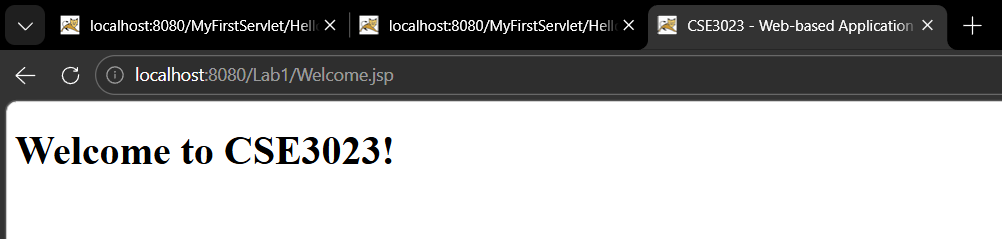 localhost:8080/MyFirstServlet/Hell
localhost:8080/MyFirstServlet/Hell
CSE3023 - Web-based Application
localhost:8080/Lab1/Welcome.jsp
Welcome to CSE3023!